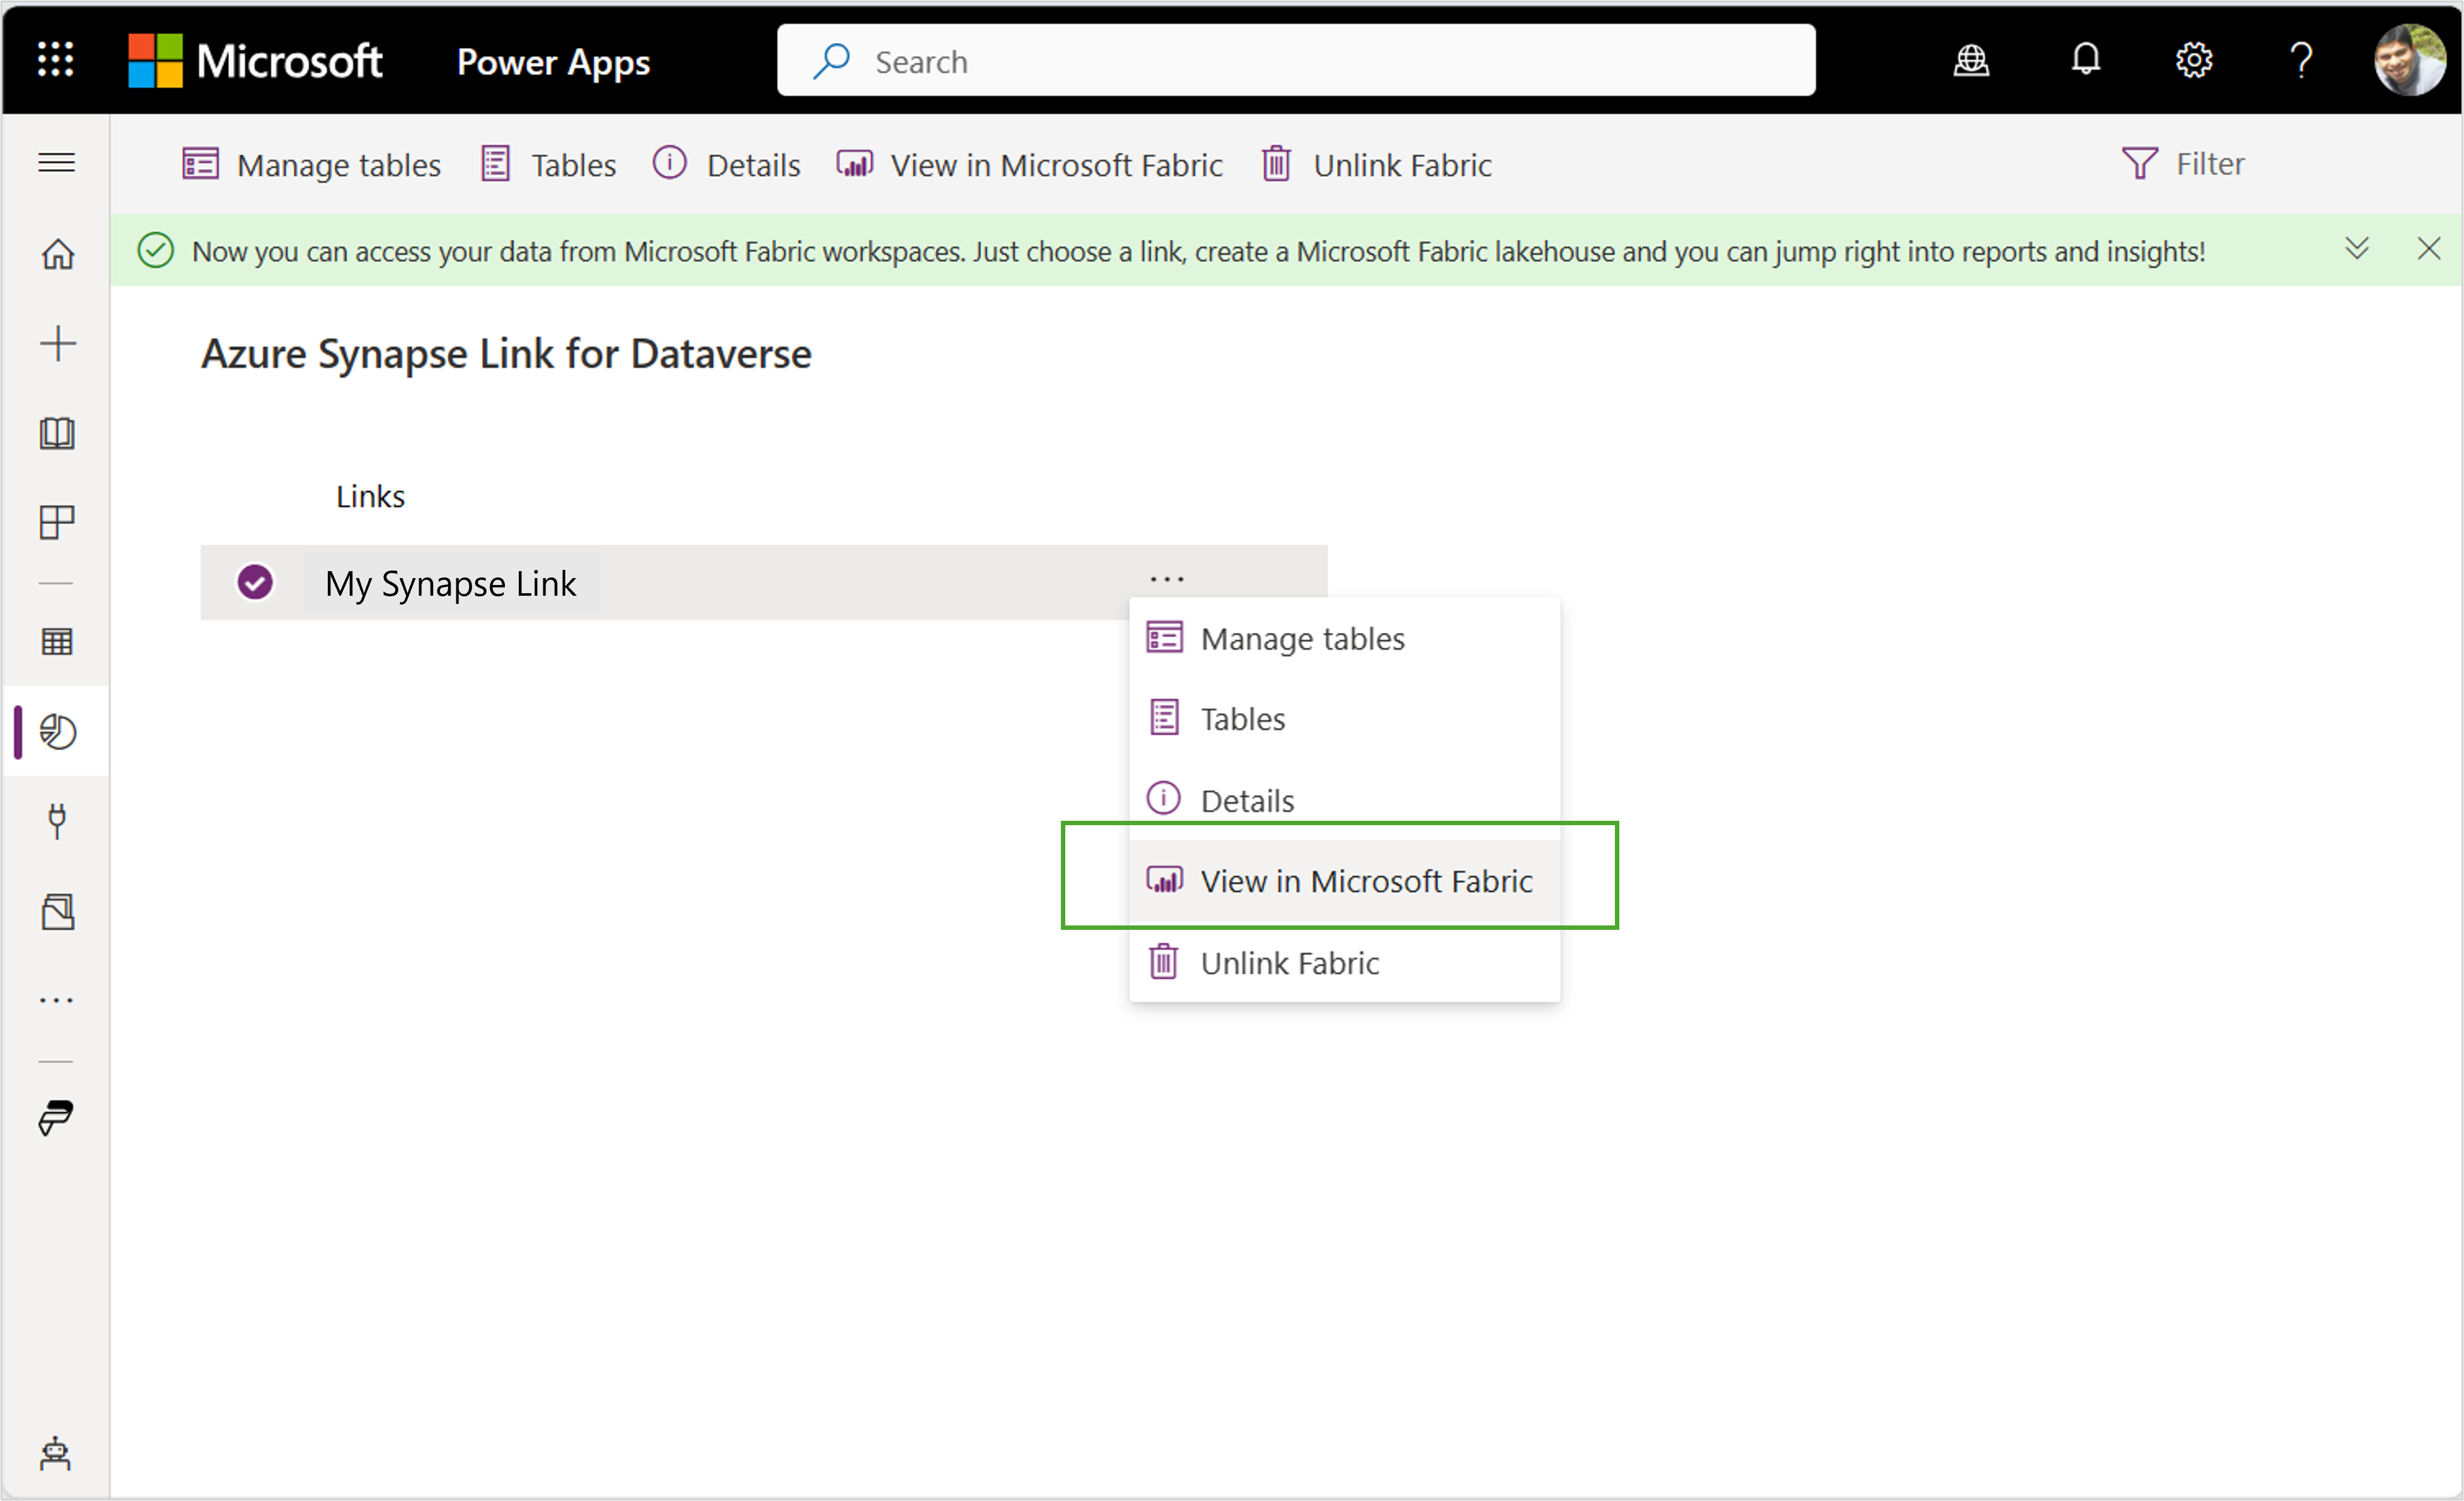 Microsoft Power Apps Search
Manage tables Tables Details View in Microsoft Fabric Unlink Fabric Filter
Now you can access your data from Microsoft Fabric workspaces. Just choose a link, create a Microsoft Fabric lakehouse and you can jump right into reports and insights!
Azure Synapse Link for Dataverse
Links
My Synapse Link ...
Manage tables
Tables
Details
View in Microsoft Fabric
Unlink Fabric